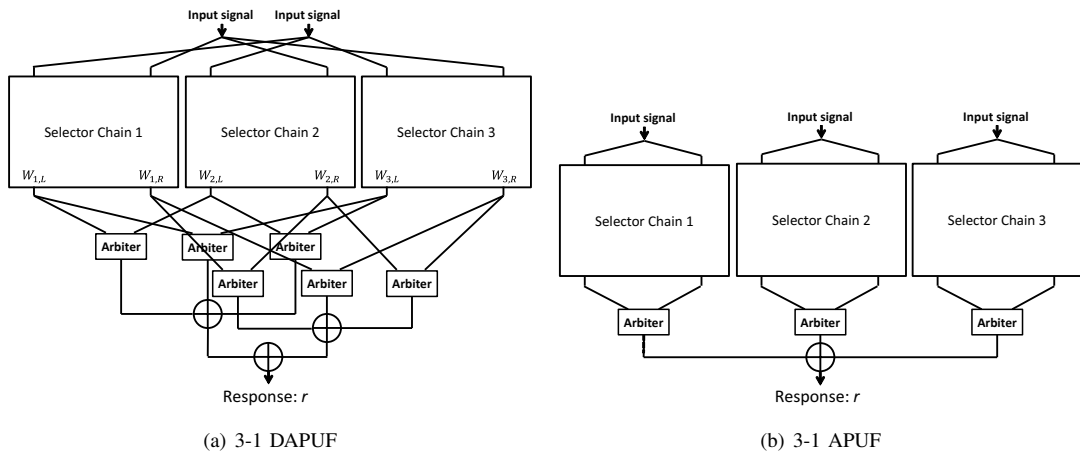 Input signal Input signal
Selector Chain 1 Selector Chain 2 Selector Chain 3
W1,L W1,R W2,L W2,R W3,L W3,R
Arbiter Arbiter Arbiter
Arbiter Arbiter Arbiter
Response: r
(a) 3-1 DAPUF
Input signal Input signal Input signal
Selector Chain 1 Selector Chain 2 Selector Chain 3
Arbiter Arbiter Arbiter
Response: r
(b) 3-1 APUF